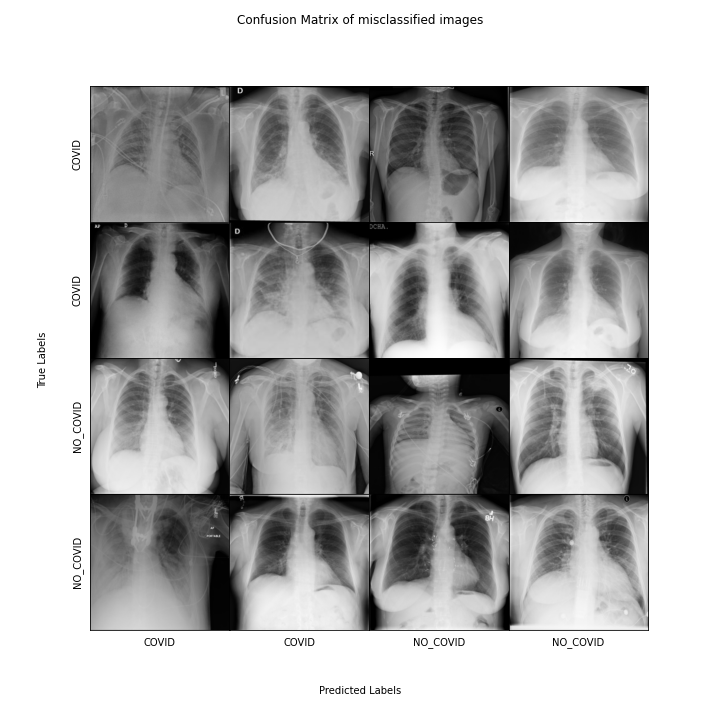 Confusion Matrix of misclassified images
True Labels
COVID
D
R
COVID
D
NO_COVID
NO_COVID
COVID
COVID
NO_COVID
NO_COVID
Predicted Labels